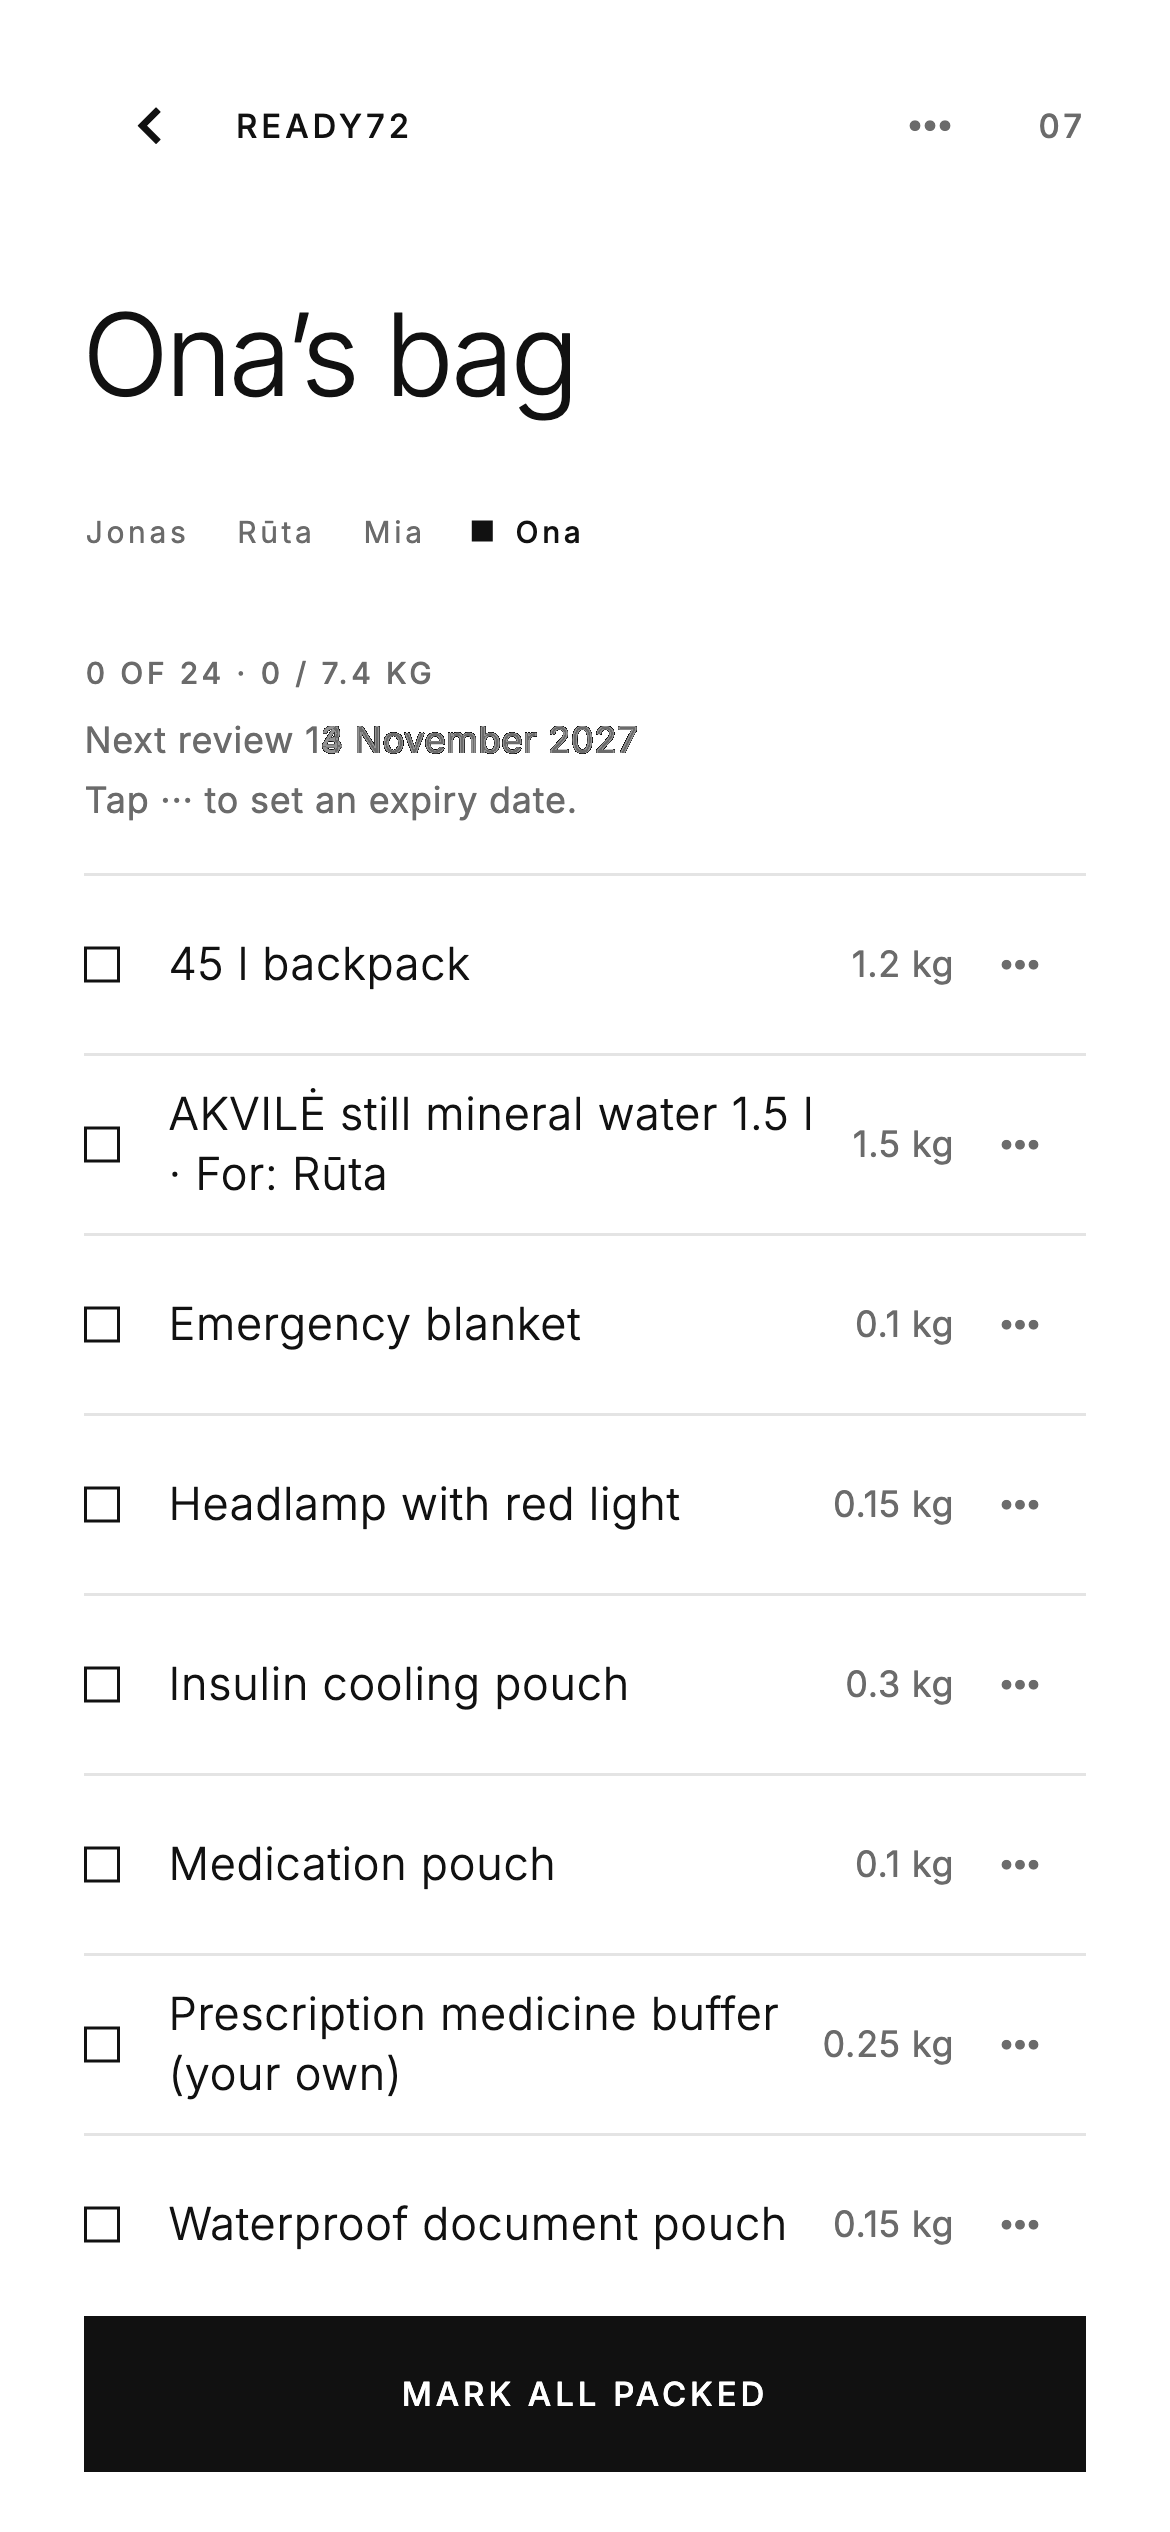 READY72 ••• 07
Ona’s bag
Jonas Rūta Mia Ona
0 OF 24 · 0 / 7.4 KG
Next review November 2027
Tap ··· to set an expiry date.
45 l backpack 1.2 kg •••
AKVILĖ still mineral water 1.5 l
· For: Rūta
1.5 kg •••
Emergency blanket 0.1 kg •••
Headlamp with red light 0.15 kg •••
Insulin cooling pouch 0.3 kg •••
Medication pouch 0.1 kg •••
Prescription medicine buffer
(your own)
0.25 kg •••
Waterproof document pouch 0.15 kg •••
MARK ALL PACKED